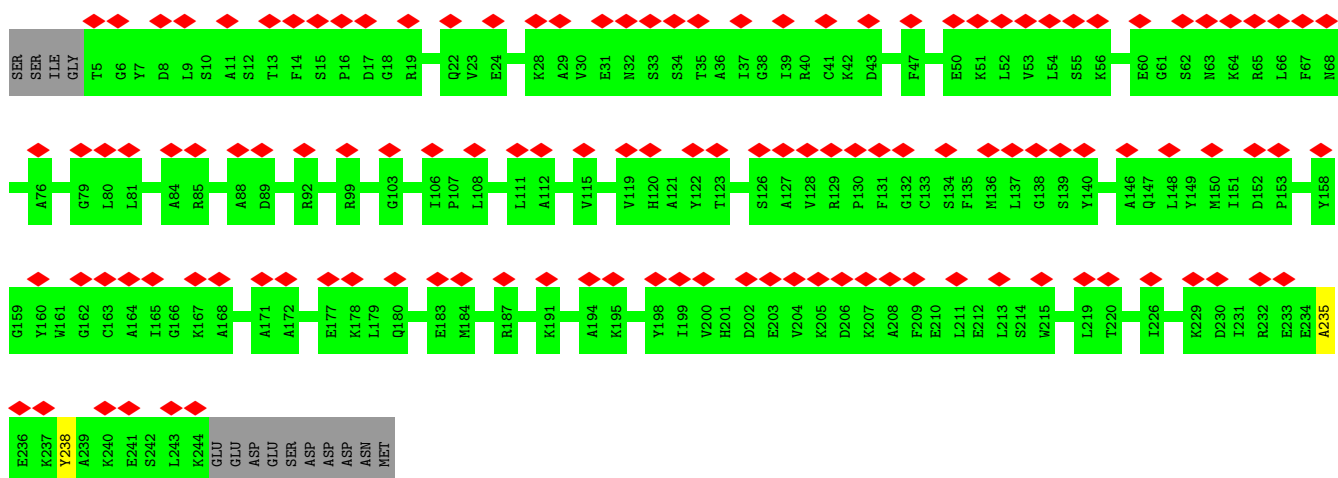 SER SER ILE GLY T5 G6 Y7 D8 L9 S10 A11 S12 T13 F14 S15 P16 D17 G18 R19 Q22 V23 E24 K28 A29 V30 E31 N32 S33 S34 T35 A36 I37 G38 I39 R40 C41 K42 D43 F47 E50 K51 L52 V53 L54 S55 K56 E60 G61 S62 N63 K64 R65 L66 F67 N68
A76 G79 L80 L81 A84 R85 A88 D89 R92 R99 G103 I106 P107 L108 L111 A112 V115 V119 H120 A121 Y122 T123 S126 A127 V128 R129 P130 F131 G132 C133 S134 F135 M136 L137 G138 S139 Y140 A146 Q147 L148 Y149 M150 I151 D152 P153 Y158
G159 Y160 W161 G162 C163 A164 I165 G166 K167 A168 A171 A172 E177 K178 L179 Q180 E183 M184 R187 K191 A194 K195 Y198 I199 V200 H201 D202 E203 V204 K205 D206 K207 A208 F209 E210 L211 E212 L213 S214 W215 L219 T220 I226 K229 D230 I231 R232 E233 E234 A235
E236 K237 Y238 A239 K240 E241 S242 L243 K244 GLU GLU ASP GLU SER ASP ASP ASP ASN MET